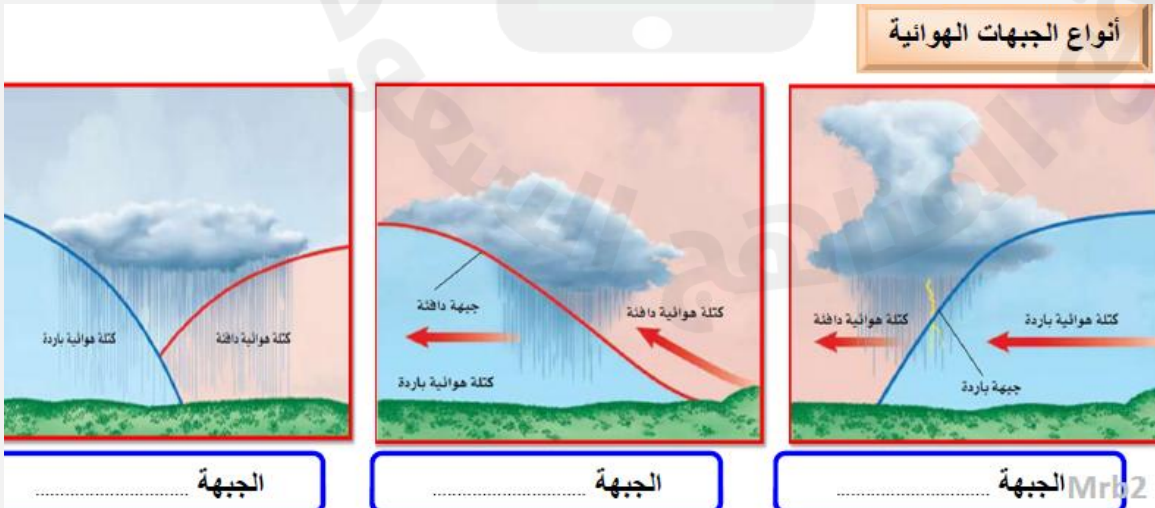 أنواع الجبهات الهوائية
كتلة هوائية دافئة
كتلة هوائية باردة
جبهة باردة
جبهة دافئة
كتلة هوائية دافئة
كتلة هوائية باردة
كتلة هوائية دافئة
كتلة هوائية باردة
الجبهة ........................
الجبهة ........................
الجبهة ........................
Mrb2